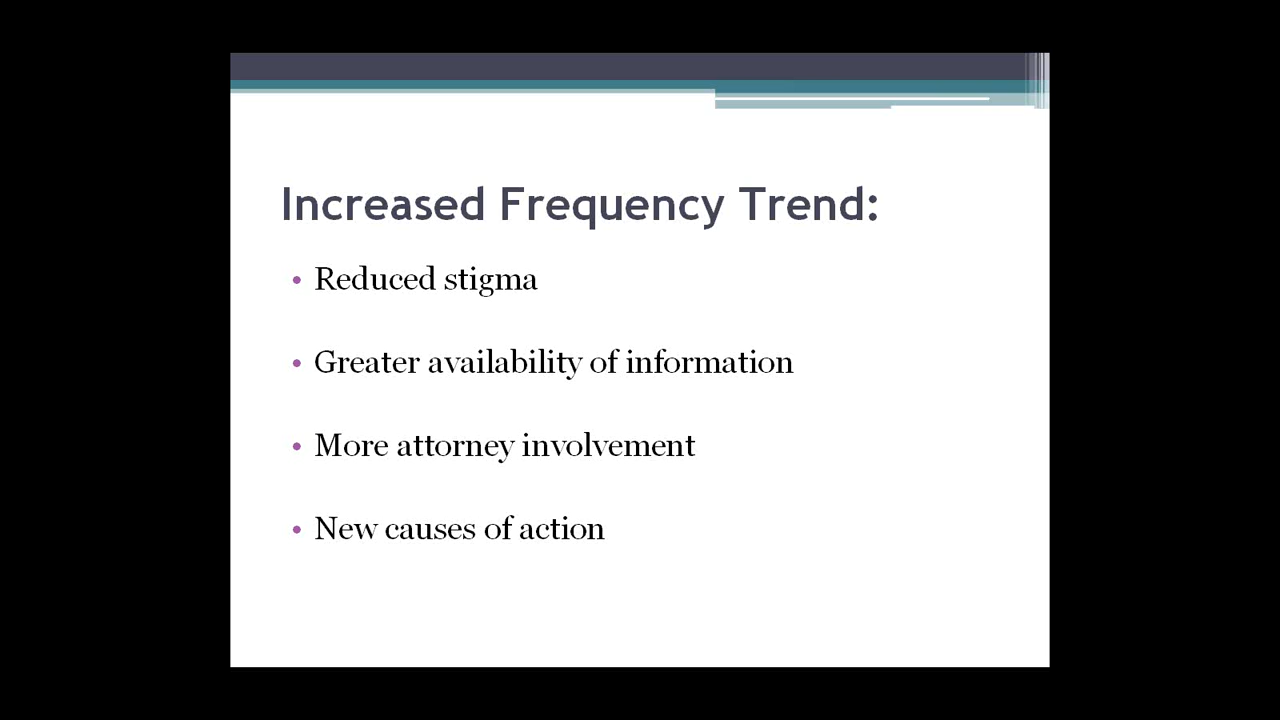 Increased Frequency Trend:
• Reduced stigma
• Greater availability of information
• More attorney involvement
• New causes of action